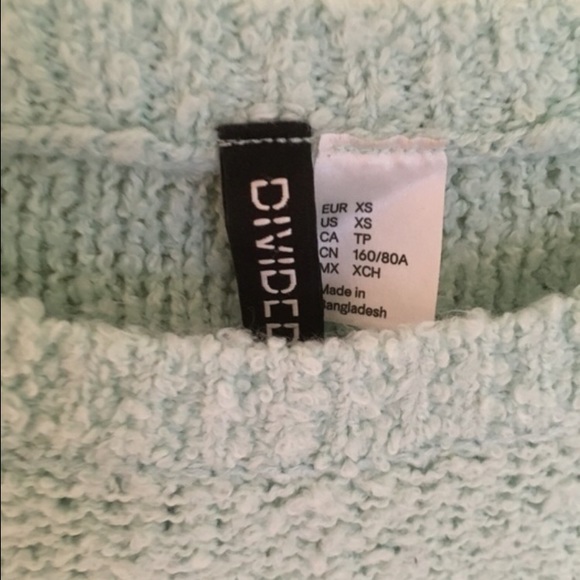 DIVIDED
EUR XS
US XS
CA TP
CN 160/80A
MX XCH
Made in
Bangladesh